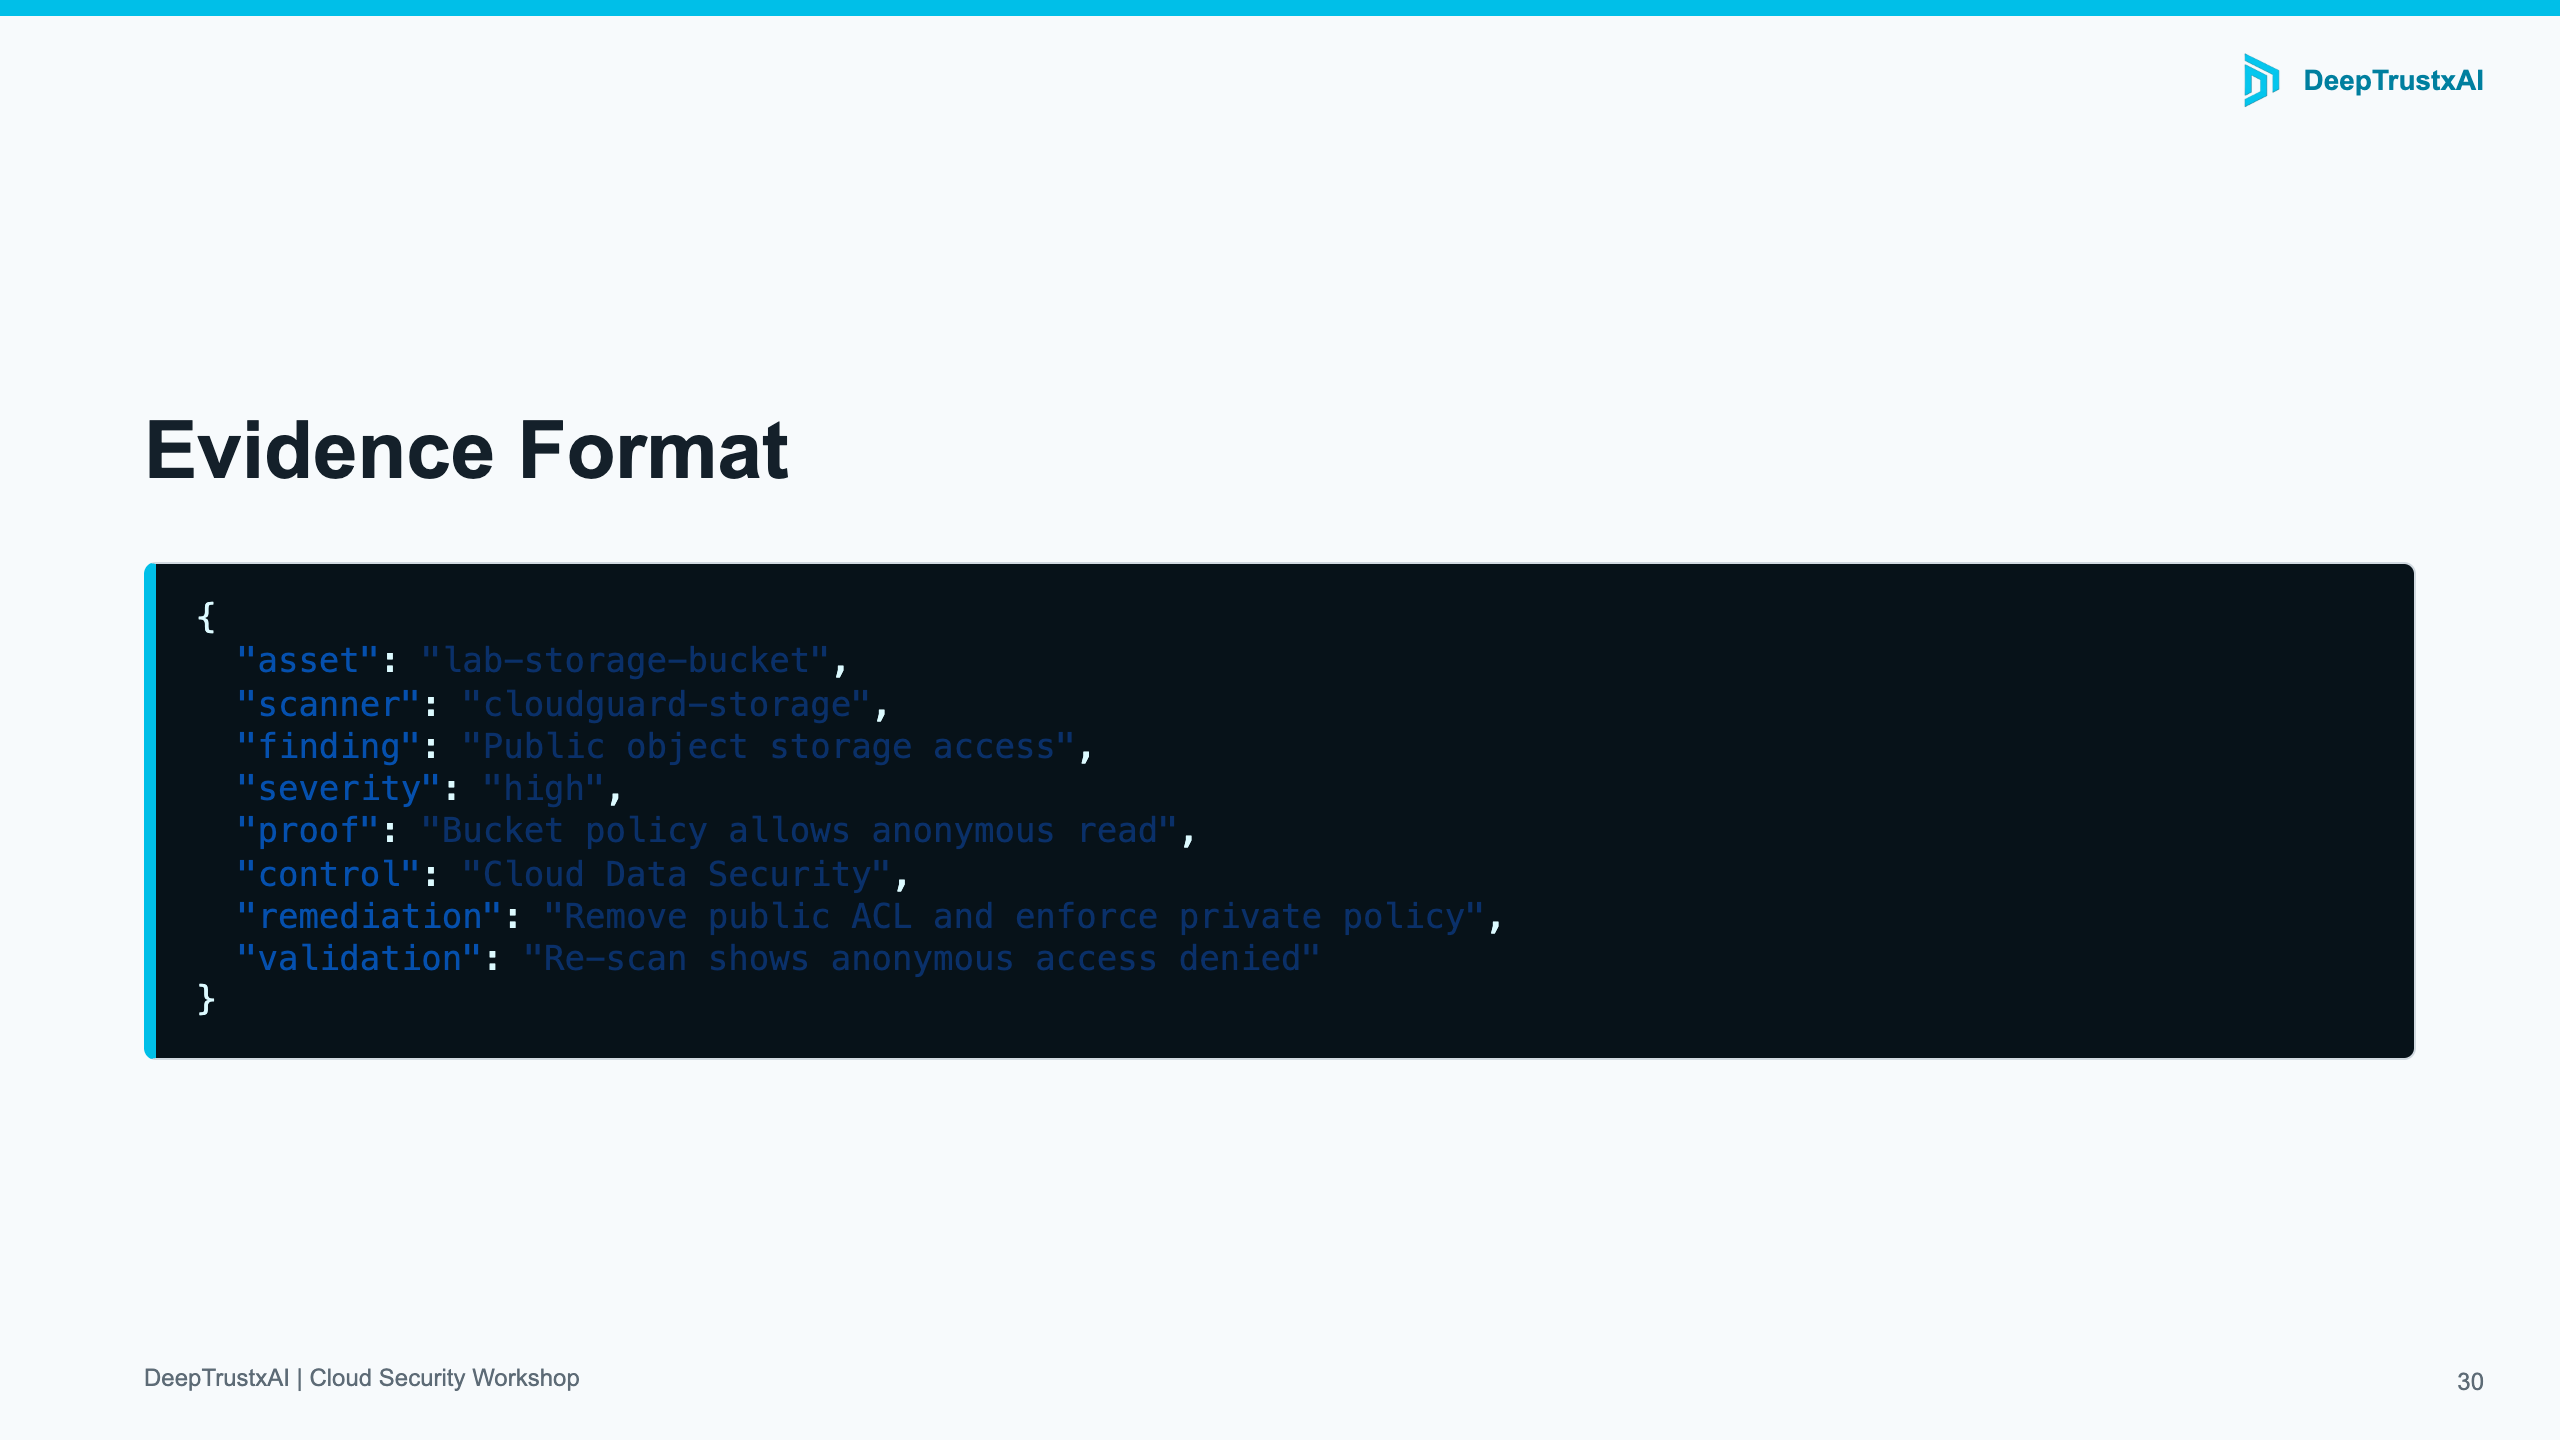 DeepTrustxAI
Evidence Format
{
  "asset": "lab-storage-bucket",
  "scanner": "cloudguard-storage",
  "finding": "Public object storage access",
  "severity": "high",
  "proof": "Bucket policy allows anonymous read",
  "control": "Cloud Data Security",
  "remediation": "Remove public ACL and enforce private policy",
  "validation": "Re-scan shows anonymous access denied"
}
DeepTrustxAI | Cloud Security Workshop
30